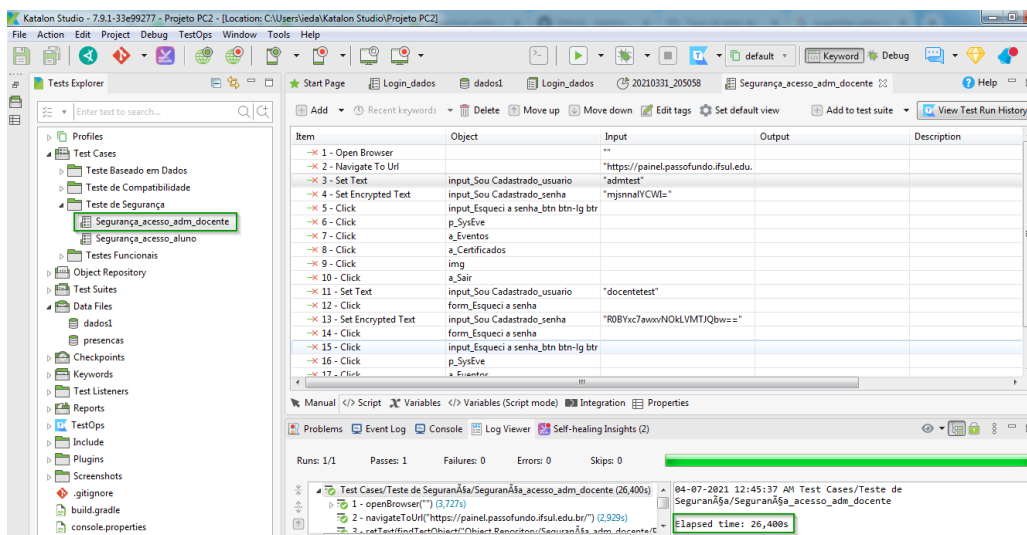 Katalon Studio - 7.9.1-33e99277 - Projeto PC2 - [Location: C:\Users\ieda\Katalon Studio\Projeto PC2]
File Action Edit Project Debug TestOps Window Tools Help
default Keyword Debug
Tests Explorer
Start Page Login_dados dados1 Login_dados 20210331_205058 Segurança_acesso_adm_docente Help
Enter text to search...
Add Recent keywords Delete Move up Move down Edit tags Set default view Add to test suite View Test Run History
Profiles
Test Cases
Teste Baseado em Dados
Teste de Compatibilidade
Teste de Segurança
Segurança_acesso_adm_docente
Segurança_acesso_aluno
Testes Funcionais
Object Repository
Test Suites
Data Files
dados1
presencas
Checkpoints
Keywords
Test Listeners
Reports
TestOps
Include
Plugins
Screenshots
.gitignore
build.gradle
console.properties
Item Object Input Output Description
1 - Open Browser ""
2 - Navigate To Url "https://painel.passofundo.ifsul.edu.
3 - Set Text input_Sou Cadastrado_usuario "admtest"
4 - Set Encrypted Text input_Sou Cadastrado_senha "mjsnnalYCWI="
5 - Click input_Esqueci a senha_btn btn-lg btr
6 - Click p_SysEve
7 - Click a_Eventos
8 - Click a_Certificados
9 - Click img
10 - Click a_Sair
11 - Set Text input_Sou Cadastrado_usuario "docentetest"
12 - Click form_Esqueci a senha
13 - Set Encrypted Text input_Sou Cadastrado_senha "R0BYxc7awxvNOkLVMTJQbw=="
14 - Click form_Esqueci a senha
15 - Click input_Esqueci a senha_btn btn-lg btr
16 - Click p_SysEve
17 - Click a_Eventos
Manual </> Script Variables </> Variables (Script mode) Integration Properties
Problems Event Log Console Log Viewer Self-healing Insights (2)
Runs: 1/1 Passes: 1 Failures: 0 Errors: 0 Skips: 0
Test Cases/Teste de SeguranÃ§a/SeguranÃ§a_acesso_adm_docente (26,400s)
1 - openBrowser("") (3,727s)
2 - navigateToUrl("https://painel.passofundo.ifsul.edu.br/") (2,929s)
3 - setText(findTestObject("Object Repository/SeguranÃ§a_adm_docente/F
04-07-2021 12:45:37 AM Test Cases/Teste de
SeguranÃ§a/SeguranÃ§a_acesso_adm_docente
Elapsed time: 26,400s